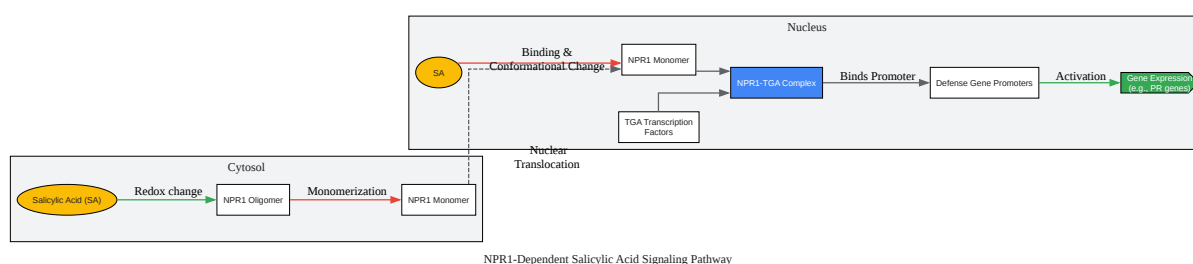 Nucleus
SA
Binding &
Conformational Change
NPR1 Monomer
NPR1-TGA Complex
Binds Promoter
Defense Gene Promoters
Activation
Gene Expression
(e.g., PR genes)
TGA Transcription
Factors
Nuclear
Translocation
Cytosol
Salicylic Acid (SA)
Redox change
NPR1 Oligomer
Monomerization
NPR1 Monomer
NPR1-Dependent Salicylic Acid Signaling Pathway